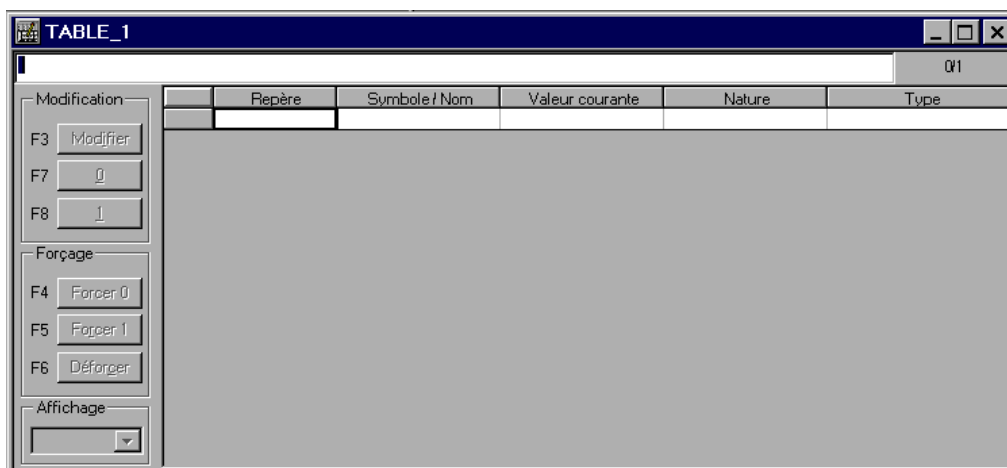 TABLE_1
0/1
Modification
Repère Symbole / Nom Valeur courante Nature Type
F3 Modifier
F7 0
F8 1
Forçage
F4 Forcer 0
F5 Forcer 1
F6 Déforcer
Affichage